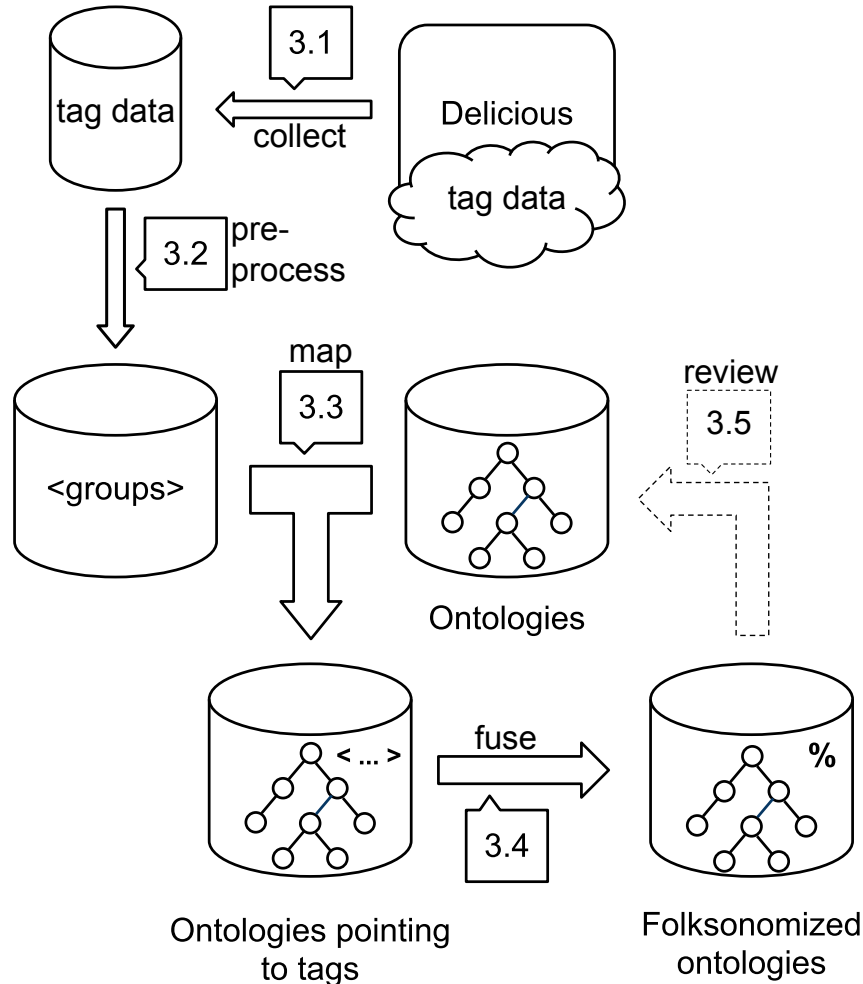 3.1
tag data
Delicious
collect
tag data
3.2
pre-
process
map
3.3
review
3.5
<groups>
Ontologies
< ... >
fuse
%
3.4
Ontologies pointing
to tags
Folksonomized
ontologies